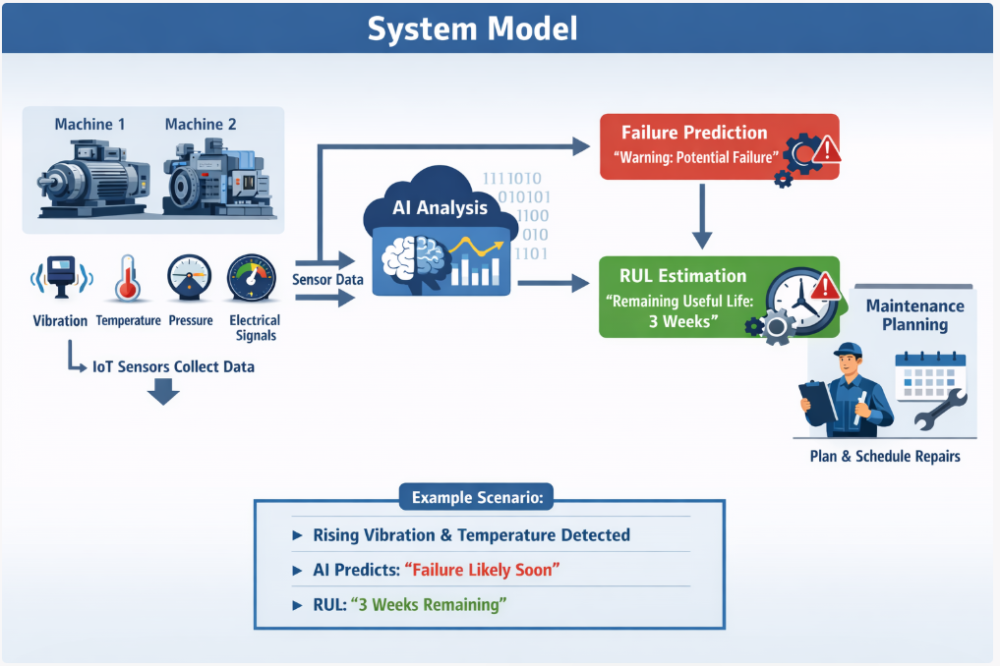 System Model
Machine 1
Machine 2
Failure Prediction
“Warning: Potential Failure”
AI Analysis
1111010
010101
1100
010
1101
Sensor Data
RUL Estimation
“Remaining Useful Life:
3 Weeks”
Maintenance
Planning
Vibration
Temperature
Pressure
Electrical
Signals
IoT Sensors Collect Data
Plan & Schedule Repairs
Example Scenario:
► Rising Vibration & Temperature Detected
► AI Predicts: “Failure Likely Soon”
► RUL: “3 Weeks Remaining”